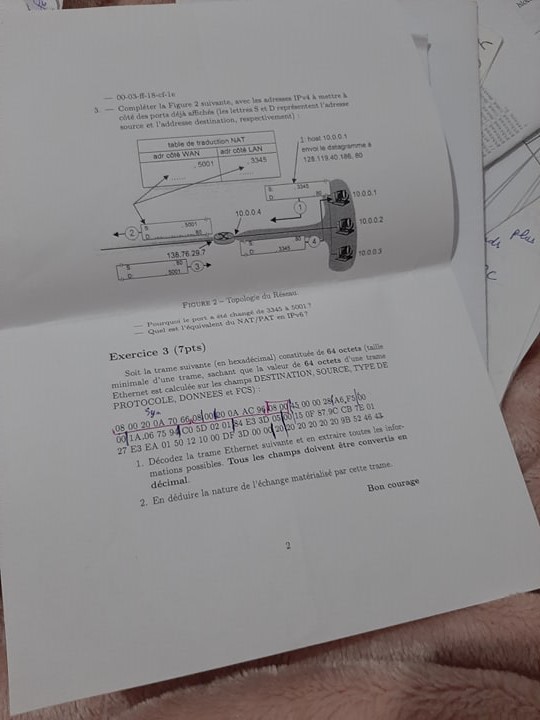 — 00-03-ff-18-cf-1e
3. — Compléter la Figure 2 suivante, avec les adresses IPv4 à mettre à
côté des ports déjà affichés (les lettres S et D représentent l'adresse
source et l'addresse destination, respectivement) :
table de traduction NAT
adr côté WAN adr côté LAN
, 5001 , 3345
1: host 10.0.0.1
envoi le datagramme à
128.119.40.186, 80
S: , 3345
D: 80
1
10.0.0.1
S: , 5001
D: 80
2
10.0.0.4
10.0.0.2
S: 80
D: 3345
4
138.76.29.7
S: 80
D: 5001
3
10.0.0.3
FIGURE 2 – Topologie du Réseau.
— Pourquoi le port a été changé de 3345 à 5001?
— Quel est l'équivalent du NAT/PAT en IPv6?
Exercice 3 (7pts)
Soit la trame suivante (en hexadécimal) constituée de 64 octets (taille
minimale d'une trame, sachant que la valeur de 64 octets d'une trame
Ethernet est calculée sur les champs DESTINATION, SOURCE, TYPE DE
PROTOCOLE, DONNEES et FCS) :
08 00 20 0A 70 66 08 00 20 0A AC 96 08 00 45 00 00 28 A6 F5 00
00 1A 06 75 94 C0 5D 02 01 84 E3 3D 05 00 15 0F 87 9C CB 7E 01
27 E3 EA 01 50 12 10 00 DF 3D 00 00 20 20 20 20 20 20 9B 52 46 43
1. Décodez la trame Ethernet suivante et en extraire toutes les infor-
mations possibles. Tous les champs doivent être convertis en
décimal.
2. En déduire la nature de l'échange matérialisé par cette trame.
Bon courage
2
plus